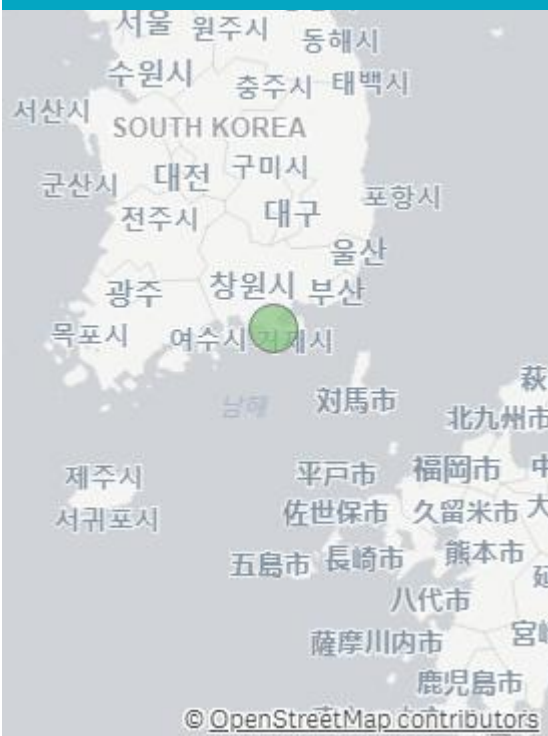 서울 원주시
동해시
수원시
충주시 태백시
서산시
SOUTH KOREA
군산시 대전 구미시
포항시
전주시 대구
울산
창원시 부산
광주
목포시 여수시 거제시
남해
対馬市
萩
北九州市
제주시 平戸市 福岡市 中
서귀포시 佐世保市 久留米市 大
五島市 長崎市 熊本市
延
八代市
薩摩川内市 宮崎
鹿児島市
© OpenStreetMap contributors